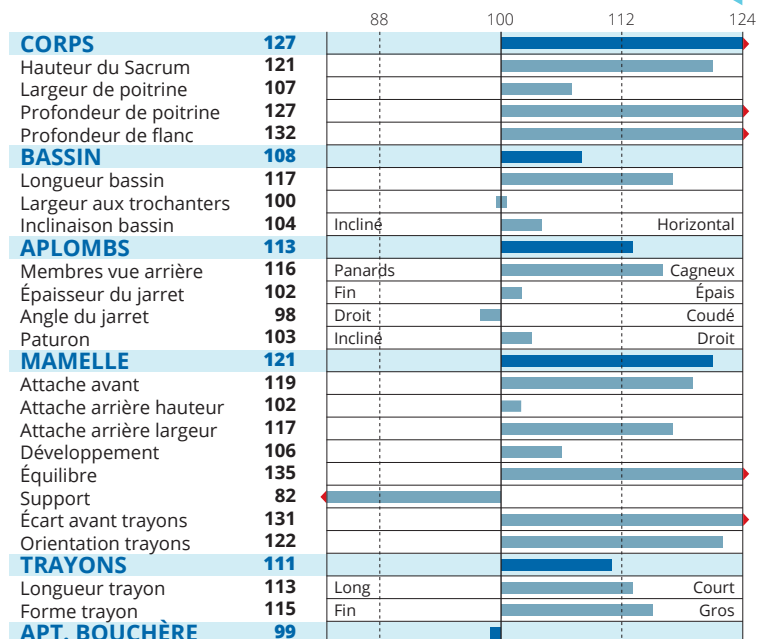 88 100 112 124
CORPS 127
Hauteur du Sacrum 121
Largeur de poitrine 107
Profondeur de poitrine 127
Profondeur de flanc 132
BASSIN 108
Longueur bassin 117
Largeur aux trochanters 100
Inclinaison bassin 104 Incliné Horizontal
APLOMBS 113
Membres vue arrière 116 Panards Cagneux
Épaisseur du jarret 102 Fin Épais
Angle du jarret 98 Droit Coudé
Paturon 103 Incliné Droit
MAMELLE 121
Attache avant 119
Attache arrière hauteur 102
Attache arrière largeur 117
Développement 106
Équilibre 135
Support 82
Écart avant trayons 131
Orientation trayons 122
TRAYONS 111
Longueur trayon 113 Long Court
Forme trayon 115 Fin Gros
APT. BOUCHÈRE 99